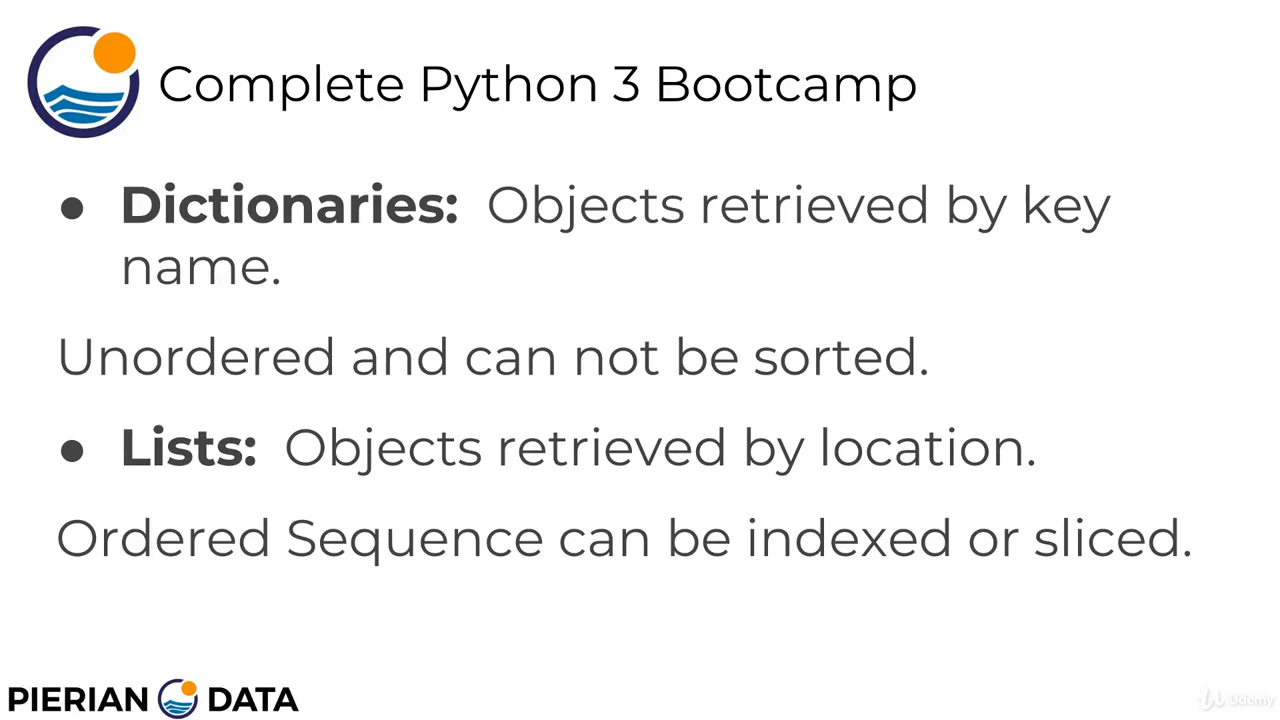 Complete Python 3 Bootcamp
● Dictionaries: Objects retrieved by key
name.
Unordered and can not be sorted.
● Lists: Objects retrieved by location.
Ordered Sequence can be indexed or sliced.
PIERIAN DATA
Udemy